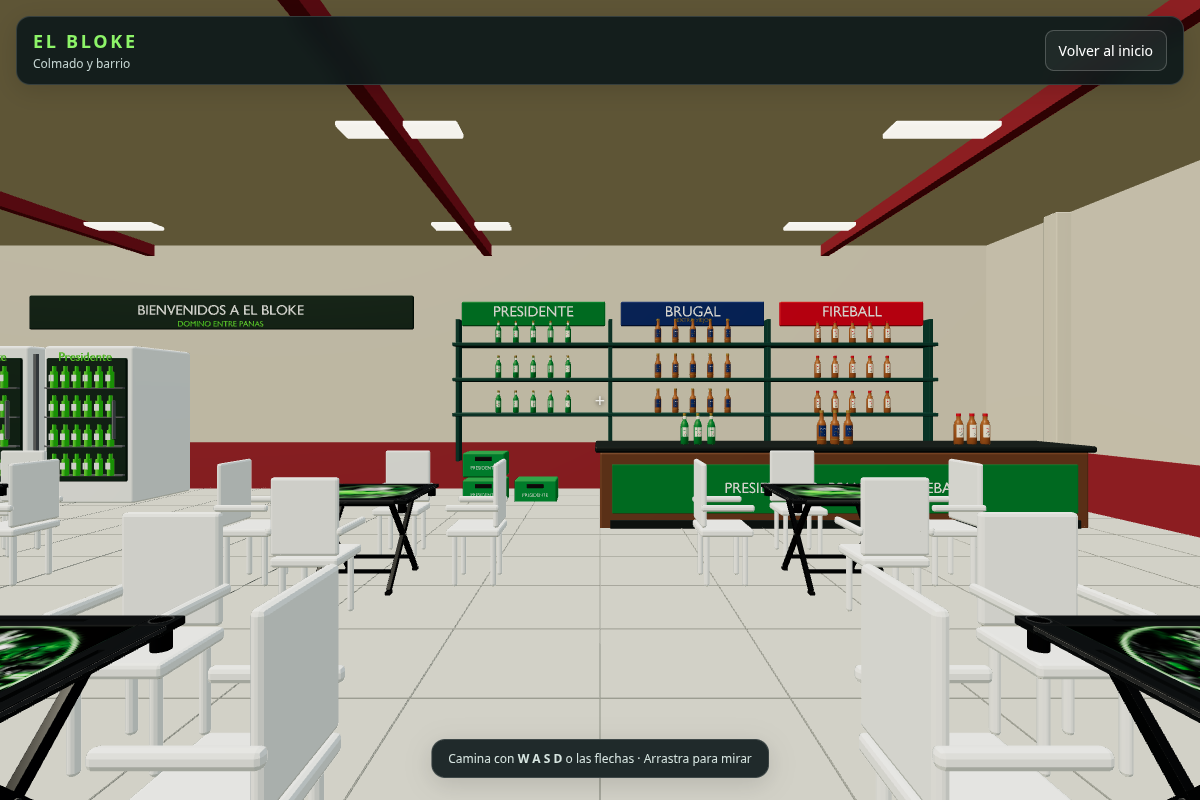 EL BLOKE
Colmado y barrio
Volver al inicio
BIENVENIDOS A EL BLOKE
DOMINO ENTRE PANAS
PRESIDENTE
BRUGAL
FIREBALL
Presidente
PRESIDENTE
PRESIDENTE
PRESIDENTE
Camina con W A S D o las flechas · Arrastra para mirar